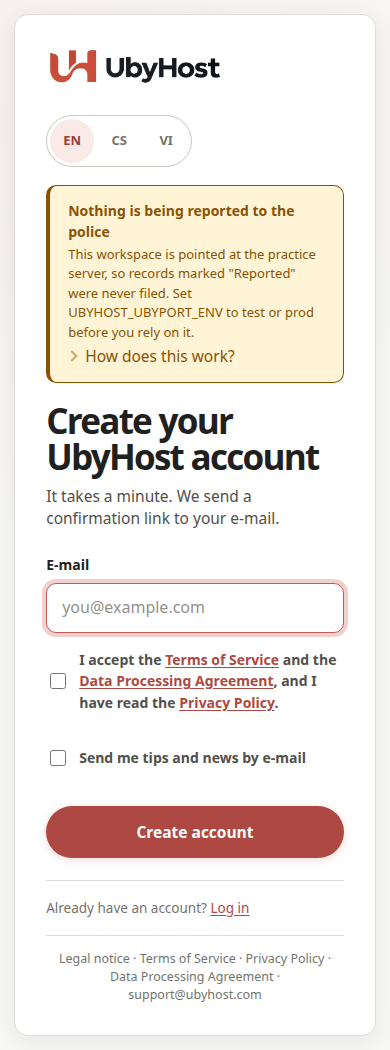 UbyHost
EN CS VI
Nothing is being reported to the
police
This workspace is pointed at the practice
server, so records marked "Reported"
were never filed. Set
UBYHOST_UBYPORT_ENV to test or prod
before you rely on it.
How does this work?
Create your
UbyHost account
It takes a minute. We send a
confirmation link to your e-mail.
E-mail
you@example.com
I accept the Terms of Service and the
Data Processing Agreement, and I
have read the Privacy Policy.
Send me tips and news by e-mail
Create account
Already have an account? Log in
Legal notice · Terms of Service · Privacy Policy ·
Data Processing Agreement ·
support@ubyhost.com